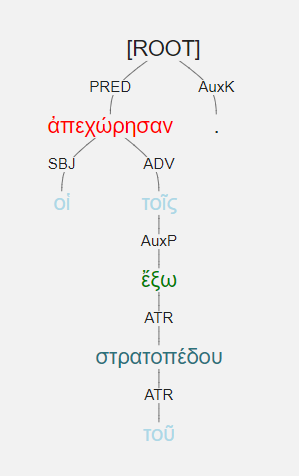 [ROOT]
PRED AuxK
ἀπεχώρησαν .
SBJ ADV
οἱ τοῖς
AuxP
ἔξω
ATR
στρατοπέδου
ATR
τοῦ